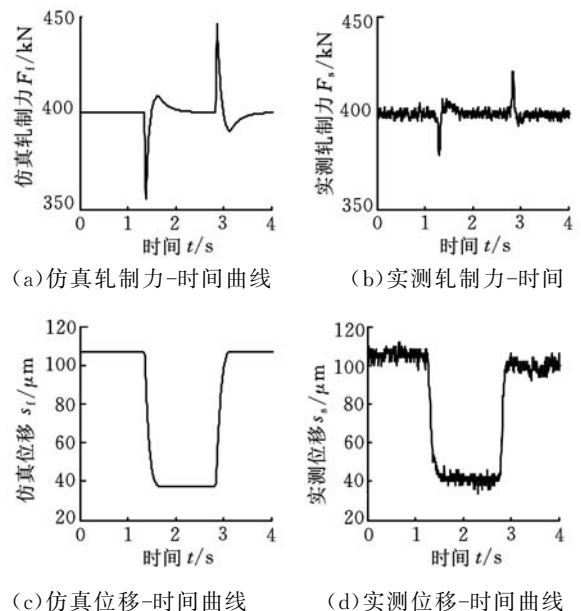 450
400
350
仿真轧制力 Ff/kN
0 1 2 3 4
时间 t/s
450
400
350
实测轧制力 Fs/kN
0 1 2 3 4
时间 t/s
(a)仿真轧制力-时间曲线
(b)实测轧制力-时间
120
100
80
60
40
20
仿真位移 sf/μm
0 1 2 3 4
时间 t/s
120
100
80
60
40
20
实测位移 ss/μm
0 1 2 3 4
时间 t/s
(c)仿真位移-时间曲线
(d)实测位移-时间曲线